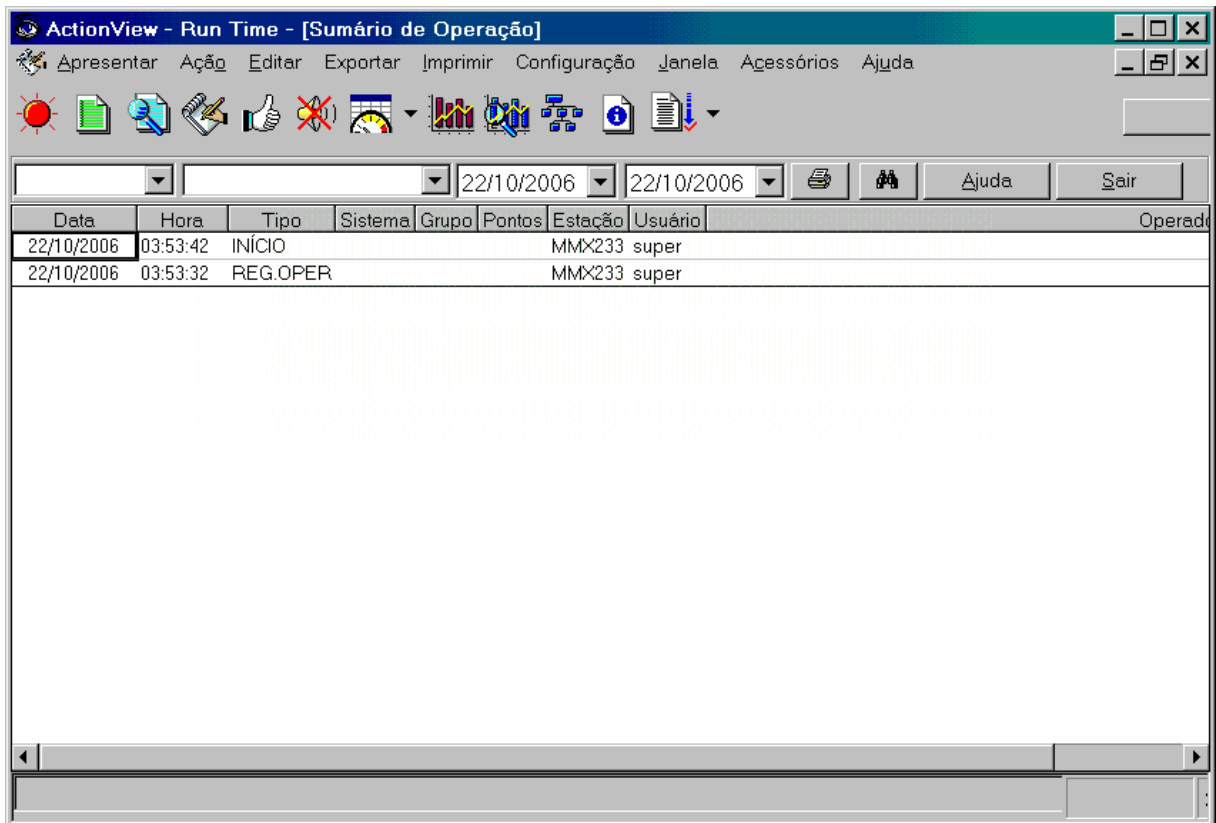 ActionView - Run Time - [Sumário de Operação]
Apresentar Ação Editar Exportar Imprimir Configuração Janela Acessórios Ajuda
22/10/2006 22/10/2006 Ajuda Sair
Data Hora Tipo Sistema Grupo Pontos Estação Usuário Operado
22/10/2006 03:53:42 INÍCIO MMX233 super
22/10/2006 03:53:32 REG.OPER MMX233 super